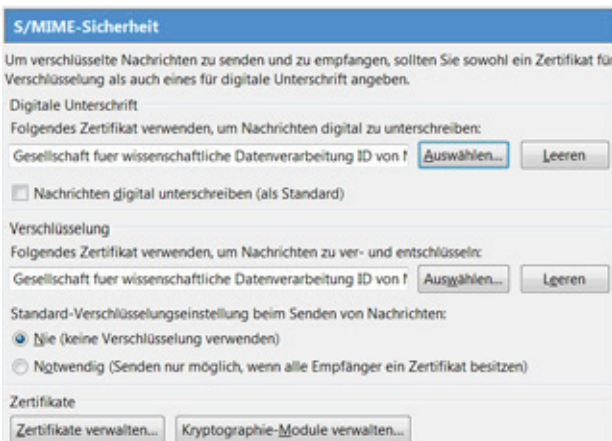 S/MIME-Sicherheit
Um verschlüsselte Nachrichten zu senden und zu empfangen, sollten Sie sowohl ein Zertifikat für
Verschlüsselung als auch eines für digitale Unterschrift angeben.
Digitale Unterschrift
Folgendes Zertifikat verwenden, um Nachrichten digital zu unterschreiben:
Gesellschaft fuer wissenschaftliche Datenverarbeitung ID von Auswählen... Leeren
Nachrichten digital unterschreiben (als Standard)
Verschlüsselung
Folgendes Zertifikat verwenden, um Nachrichten zu ver- und entschlüsseln:
Gesellschaft fuer wissenschaftliche Datenverarbeitung ID von Auswählen... Leeren
Standard-Verschlüsselungseinstellung beim Senden von Nachrichten:
Nie (keine Verschlüsselung verwenden)
Notwendig (Senden nur möglich, wenn alle Empfänger ein Zertifikat besitzen)
Zertifikate
Zertifikate verwalten... Kryptographie-Module verwalten...